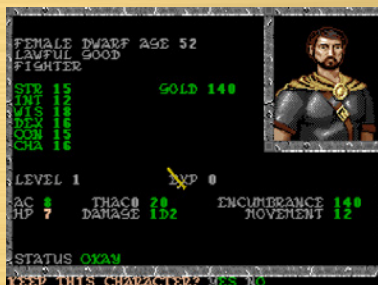 FEMALE DWARF AGE 52
LAWFUL GOOD
FIGHTER
STR 15 GOLD 140
INT 12
WIS 18
DEX 16
CON 15
CHA 16
LEVEL 1 EXP 0
AC 8 THAC0 20 ENCUMBRANCE 140
HP 7 DAMAGE 1D2 MOVEMENT 12
STATUS OKAY
KEEP THIS CHARACTER? YES NO